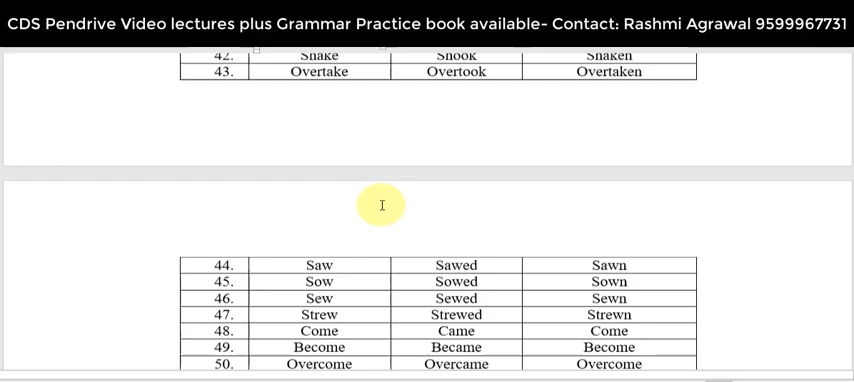 CDS Pendrive Video lectures plus Grammar Practice book available- Contact: Rashmi Agrawal 9599967731
42. Shake Shook Shaken
43. Overtake Overtook Overtaken
44. Saw Sawed Sawn
45. Sow Sowed Sown
46. Sew Sewed Sewn
47. Strew Strewed Strewn
48. Come Came Come
49. Become Became Become
50. Overcome Overcame Overcome